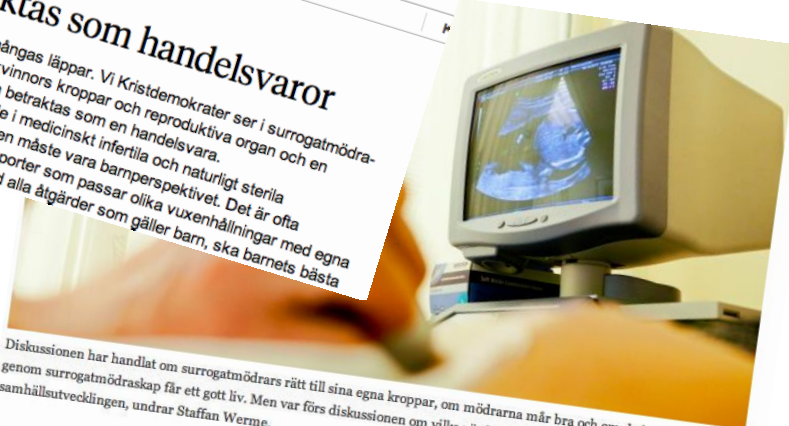 ktas som handelsvaror
ångas läppar. Vi Kristdemokrater ser i surrogatmödra-
vinnors kroppar och reproduktiva organ och en
betraktas som en handelsvara.
e i medicinskt infertila och naturligt sterila
en måste vara barnperspektivet. Det är ofta
porter som passar olika vuxenhållningar med egna
d alla åtgärder som gäller barn, ska barnets bästa
Diskussionen har handlat om surrogatmödrars rätt till sina egna kroppar, om mödrarna mår bra och om
genom surrogatmödraskap får ett gott liv. Men var förs diskussionen om
samhällsutvecklingen, undrar Staffan Werme.